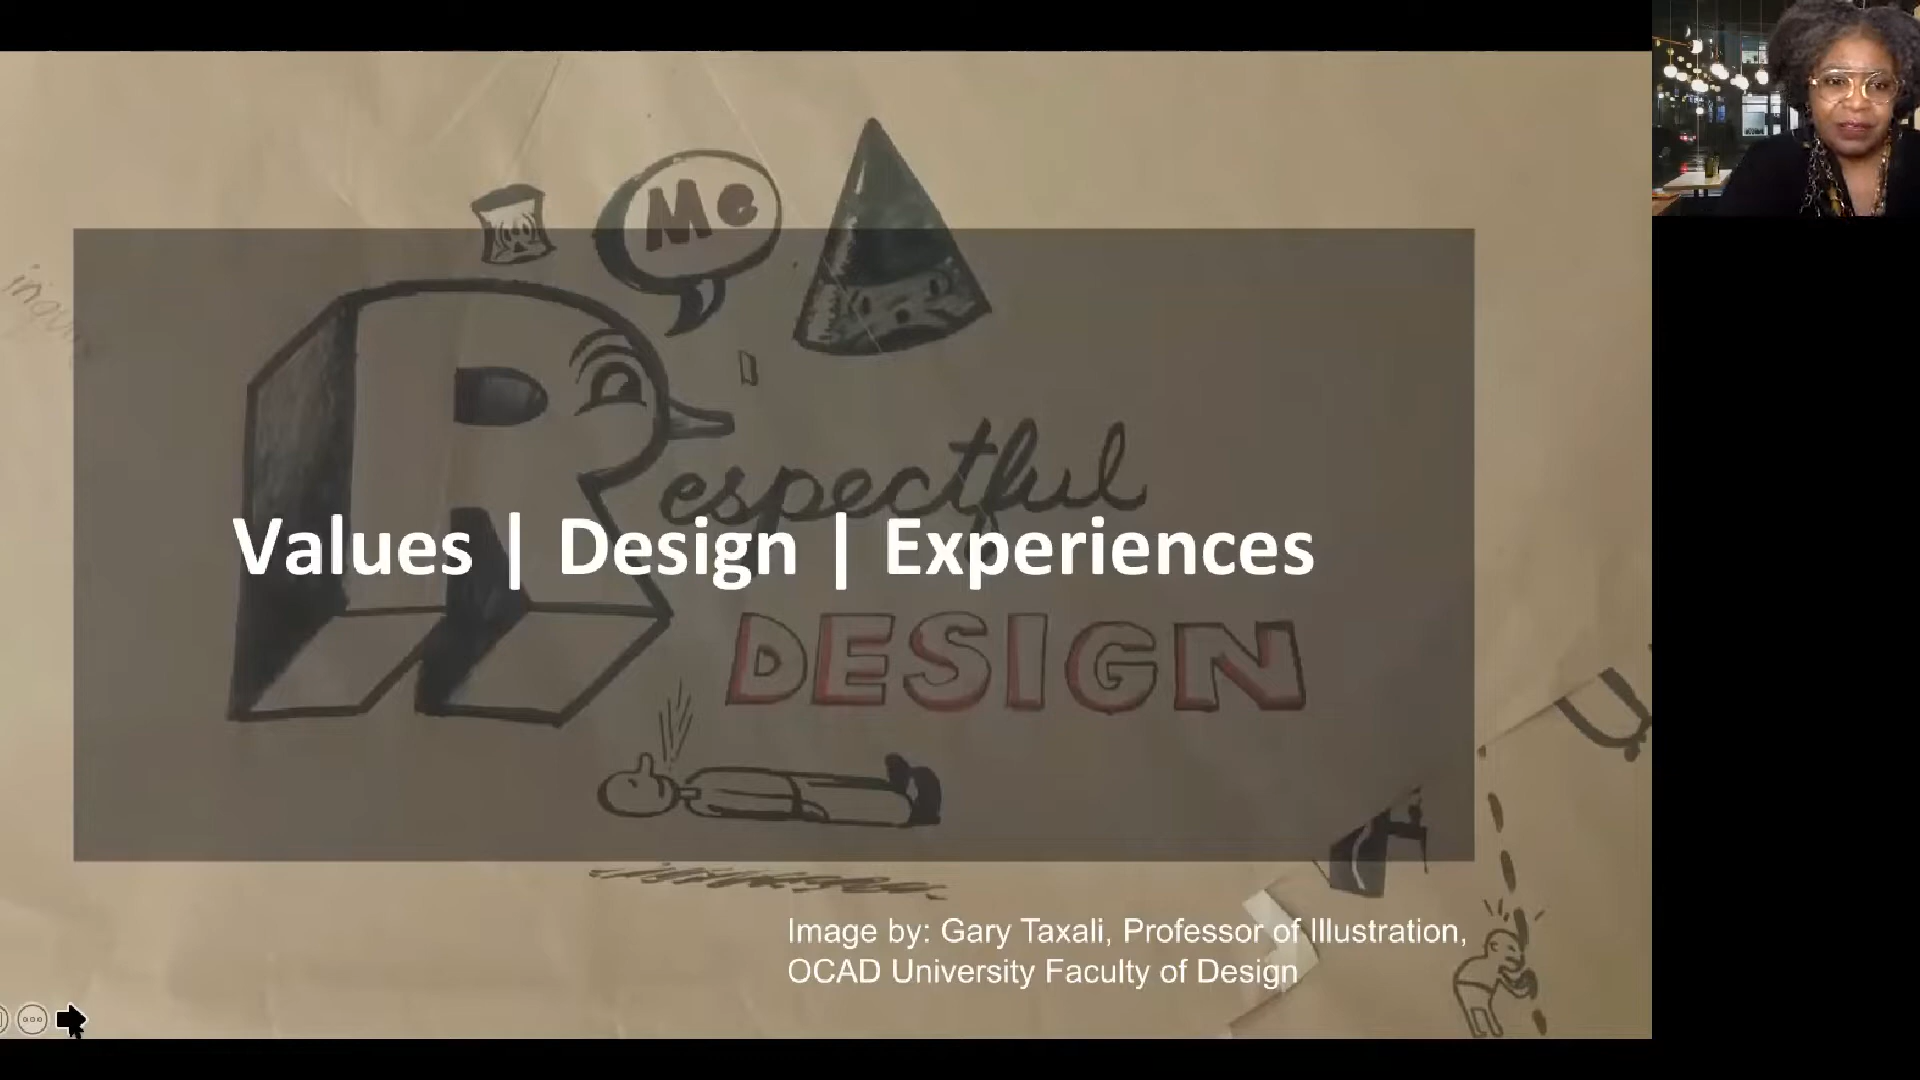 Me
Respectful
Values | Design | Experiences
DESIGN
Image by: Gary Taxali, Professor of Illustration,
OCAD University Faculty of Design